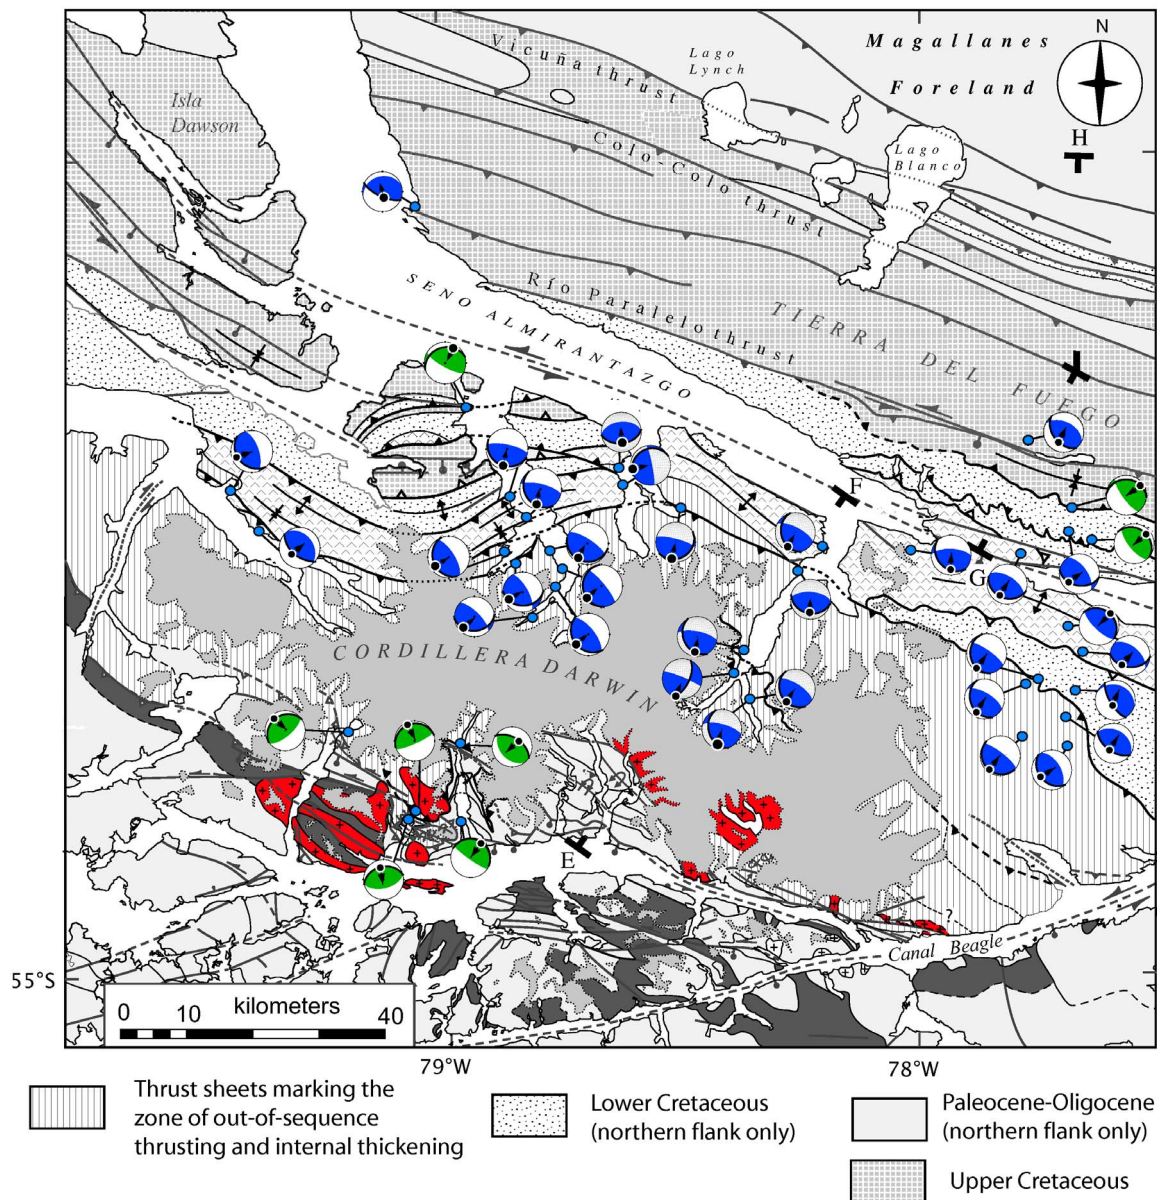 Magallanes
Foreland
N
H
Vicuña thrust
Lago
Lynch
Isla
Dawson
Lago
Blanco
Colo-Colo thrust
SENO ALMIRANTAZGO
Río Paralelo thrust
TIERRA DEL FUEGO
F
G
CORDILLERA DARWIN
E
?
Canal Beagle
55°S
kilometers
0 10 40
79°W 78°W
Thrust sheets marking the
zone of out-of-sequence
thrusting and internal thickening
Lower Cretaceous
(northern flank only)
Paleocene-Oligocene
(northern flank only)
Upper Cretaceous